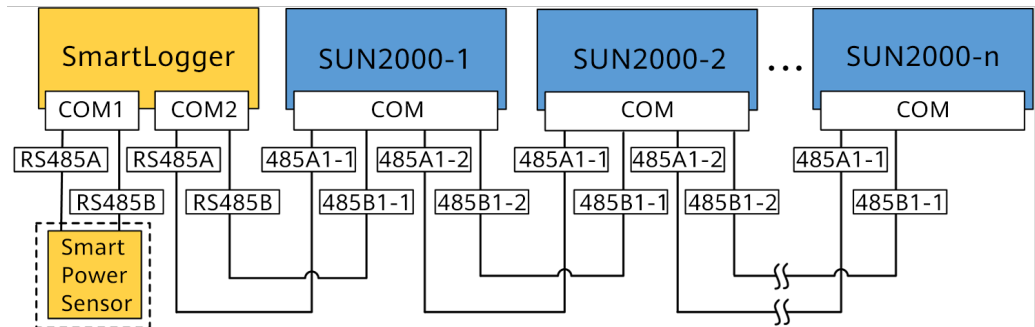 SmartLogger
SUN2000-1
SUN2000-2
...
SUN2000-n
COM1
COM2
COM
COM
COM
RS485A
RS485A
485A1-1
485A1-2
485A1-1
485A1-2
485A1-1
RS485B
RS485B
485B1-1
485B1-2
485B1-1
485B1-2
485B1-1
Smart
Power
Sensor